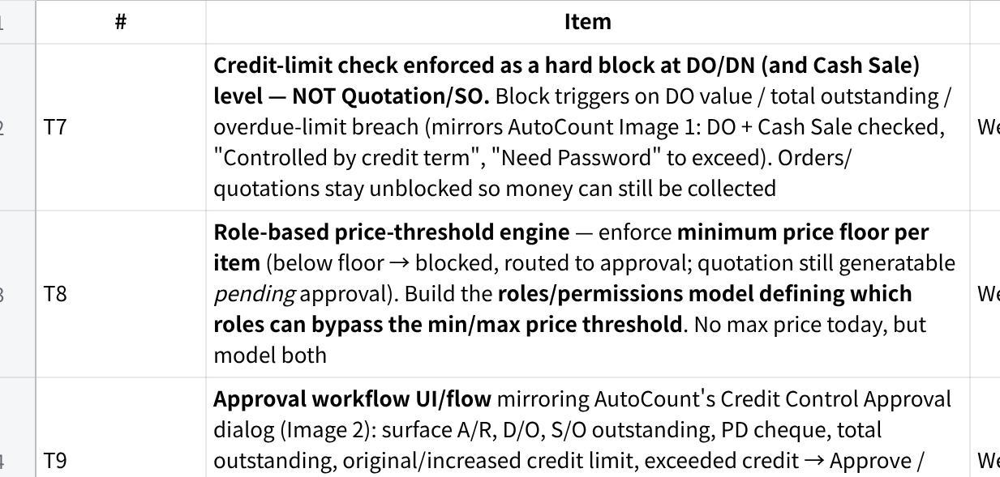 # Item
T7
Credit-limit check enforced as a hard block at DO/DN (and Cash Sale)
level — NOT Quotation/SO. Block triggers on DO value / total outstanding /
overdue-limit breach (mirrors AutoCount Image 1: DO + Cash Sale checked,
"Controlled by credit term", "Need Password" to exceed). Orders/
quotations stay unblocked so money can still be collected
T8
Role-based price-threshold engine — enforce minimum price floor per
item (below floor → blocked, routed to approval; quotation still generatable
pending approval). Build the roles/permissions model defining which
roles can bypass the min/max price threshold. No max price today, but
model both
T9
Approval workflow UI/flow mirroring AutoCount's Credit Control Approval
dialog (Image 2): surface A/R, D/O, S/O outstanding, PD cheque, total
outstanding, original/increased credit limit, exceeded credit → Approve /